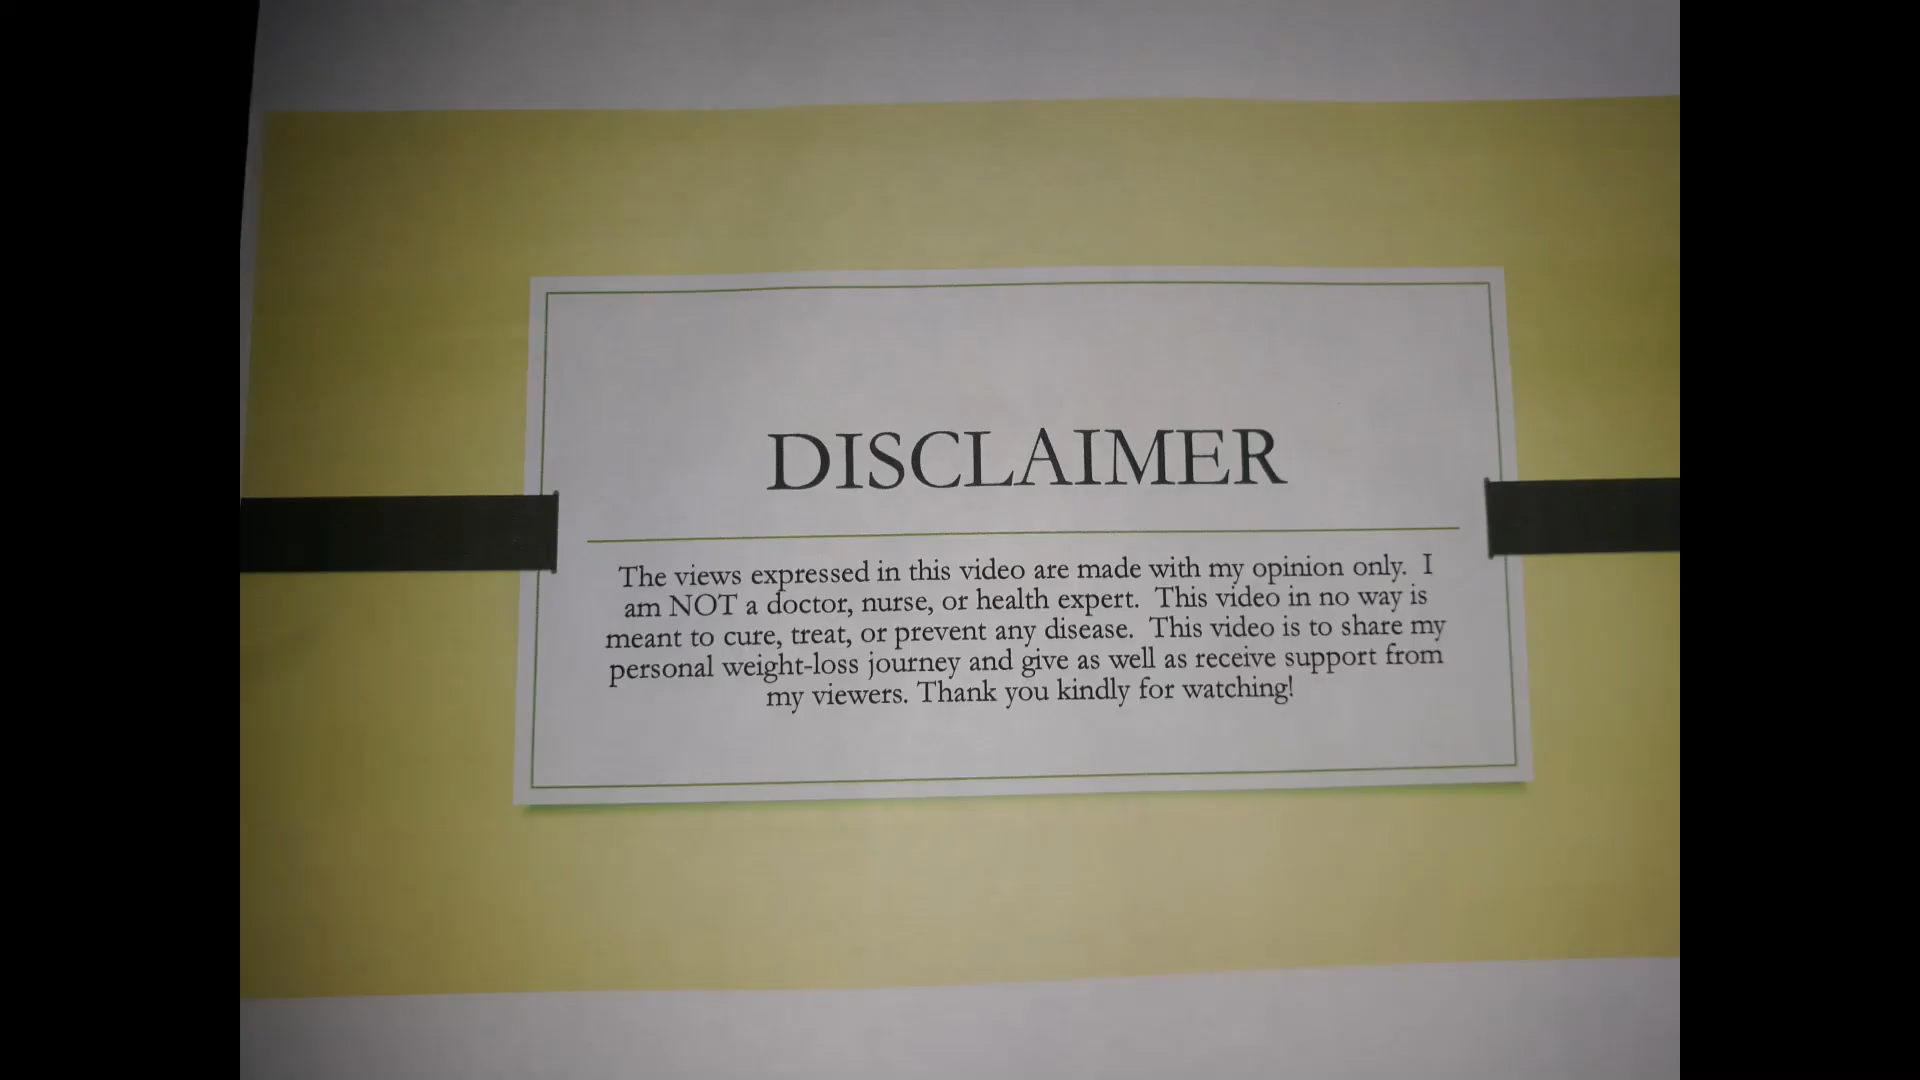 DISCLAIMER
The views expressed in this video are made with my opinion only. I
am NOT a doctor, nurse, or health expert. This video in no way is
meant to cure, treat, or prevent any disease. This video is to share my
personal weight-loss journey and give as well as receive support from
my viewers. Thank you kindly for watching!